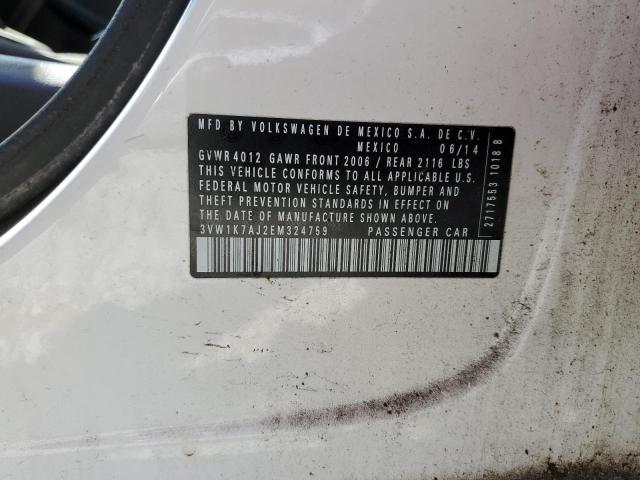 MFD BY VOLKSWAGEN DE MEXICO S.A. DE C.V.
MEXICO 06/14
GVWR4012 GAWR FRONT 2006 / REAR 2116 LBS
THIS VEHICLE CONFORMS TO ALL APPLICABLE U.S.
FEDERAL MOTOR VEHICLE SAFETY, BUMPER AND
THEFT PREVENTION STANDARDS IN EFFECT ON
THE DATE OF MANUFACTURE SHOWN ABOVE.
3VW1K7AJ2EM324759 PASSENGER CAR
2717553 1018 B